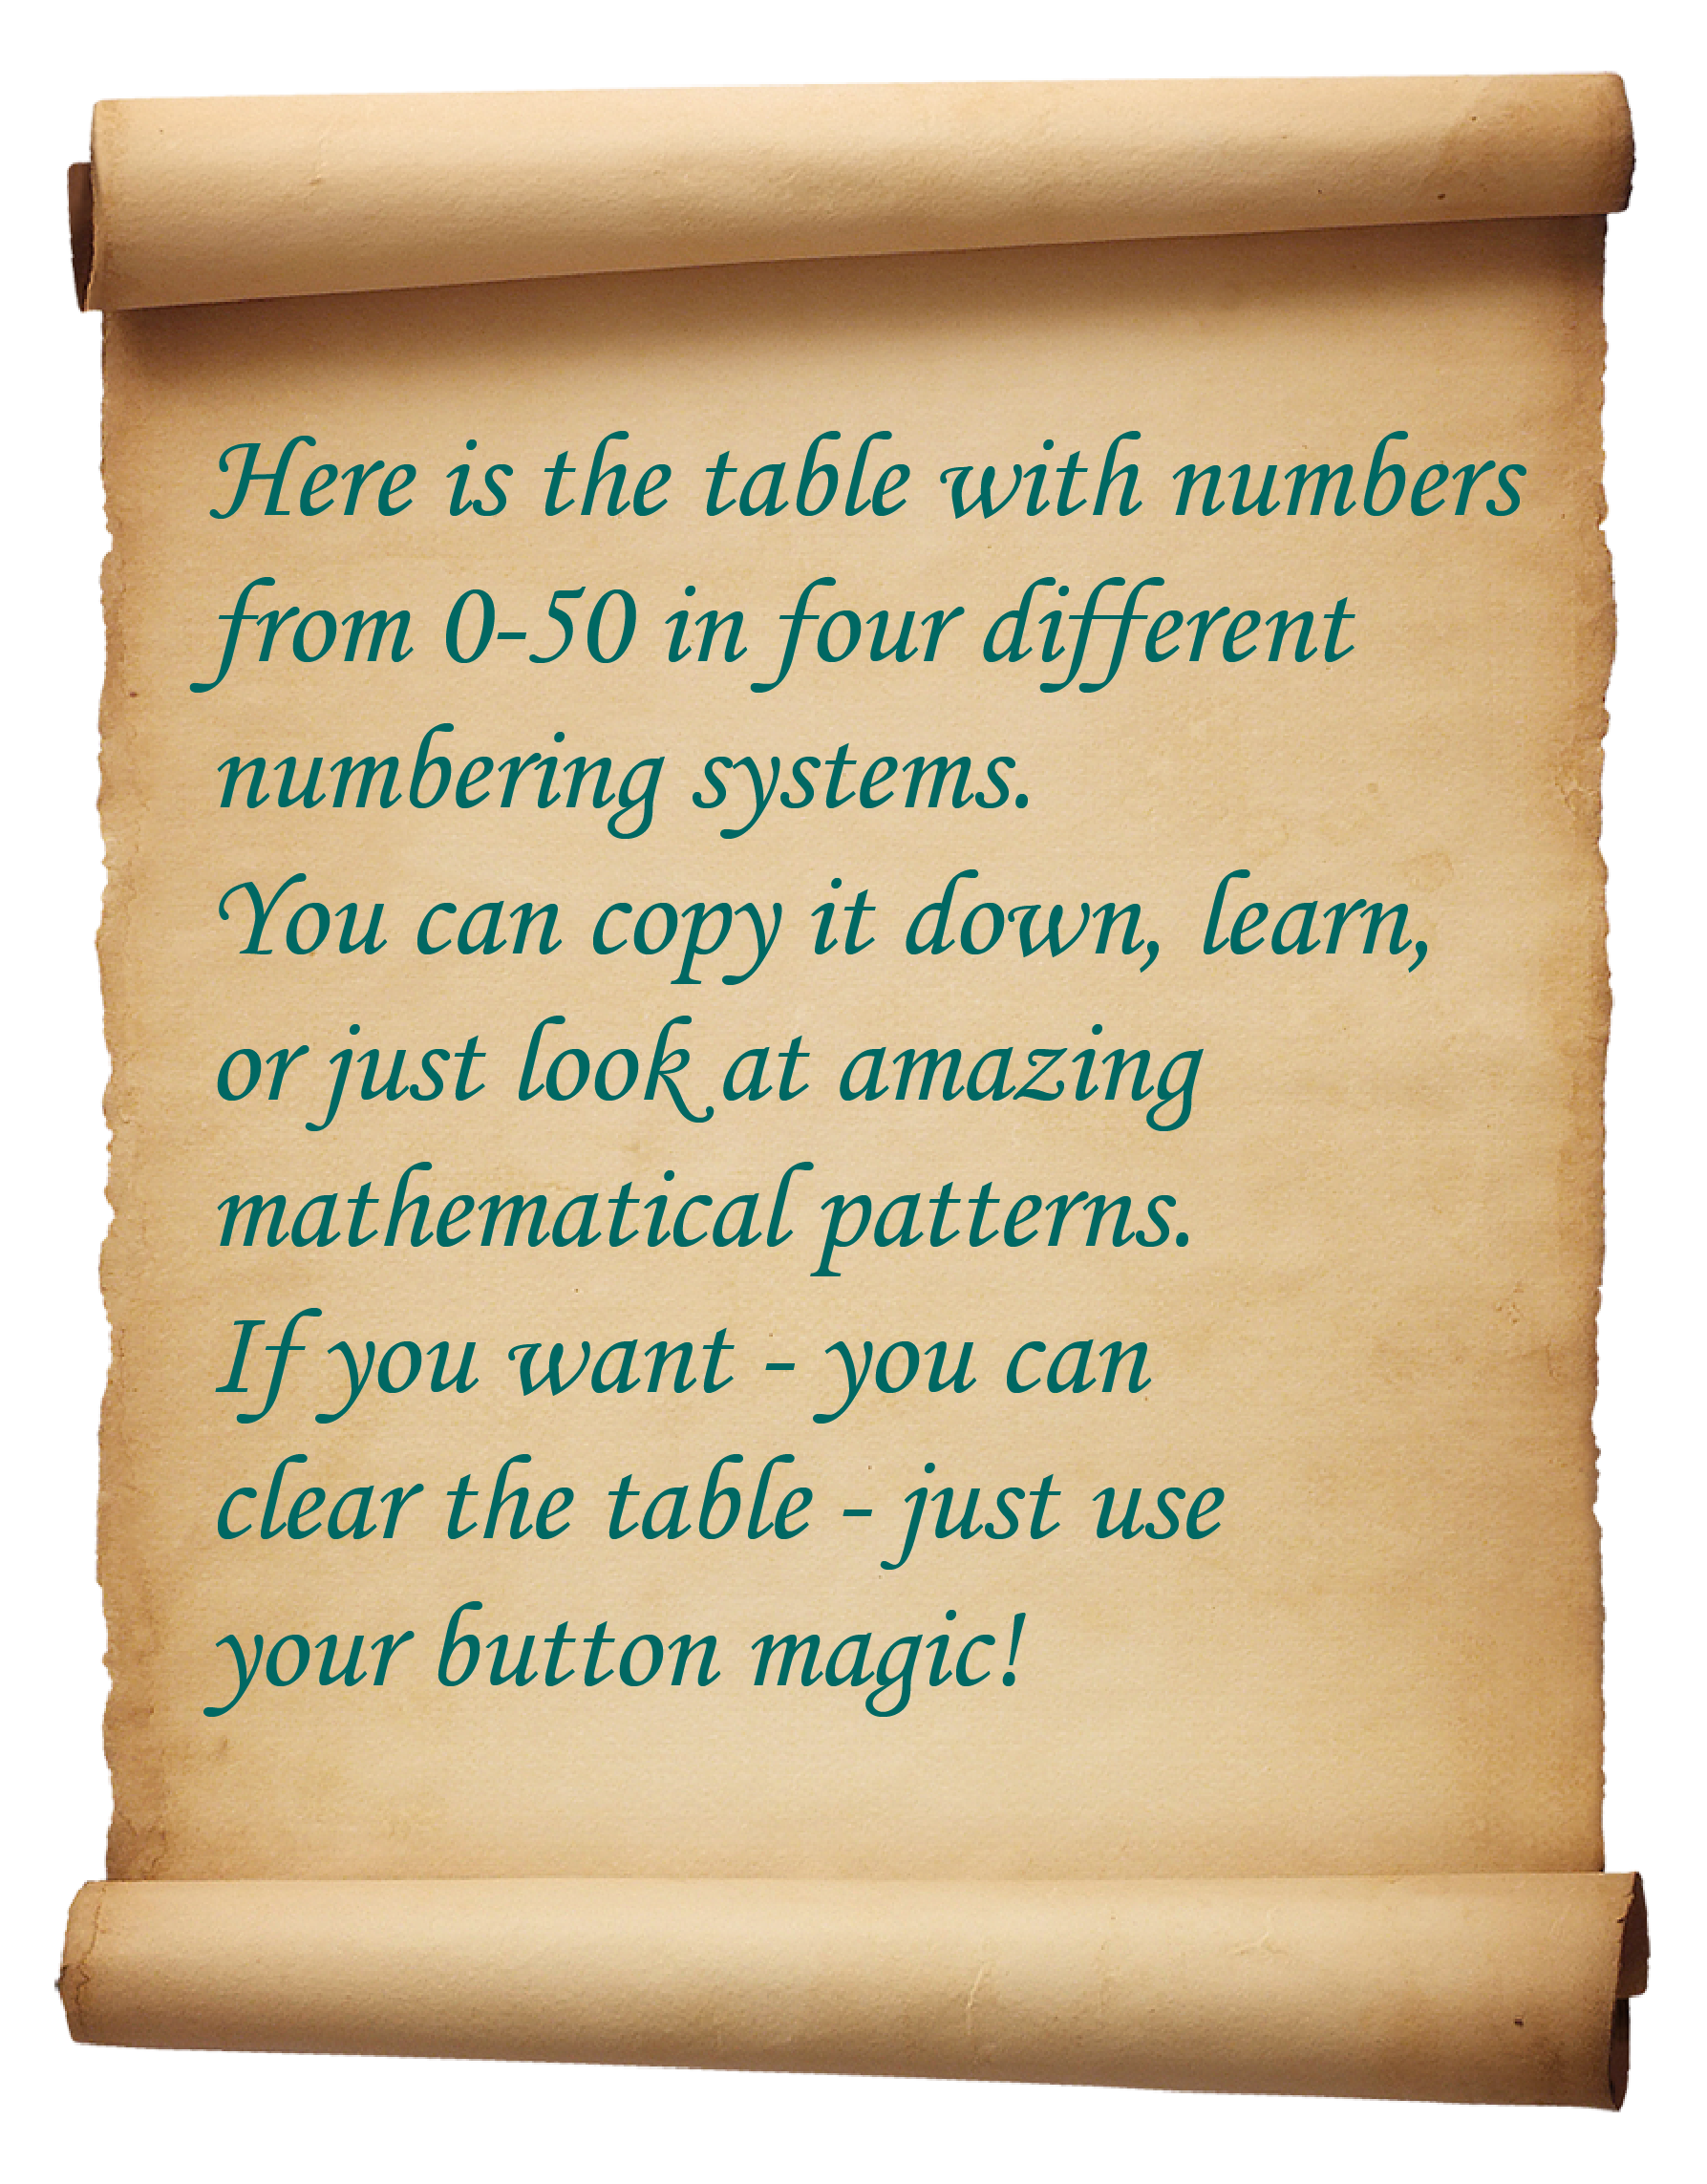 Here is the table with numbers
from 0-50 in four different
numbering systems.
You can copy it down, learn,
or just look at amazing
mathematical patterns.
If you want - you can
clear the table - just use
your button magic!